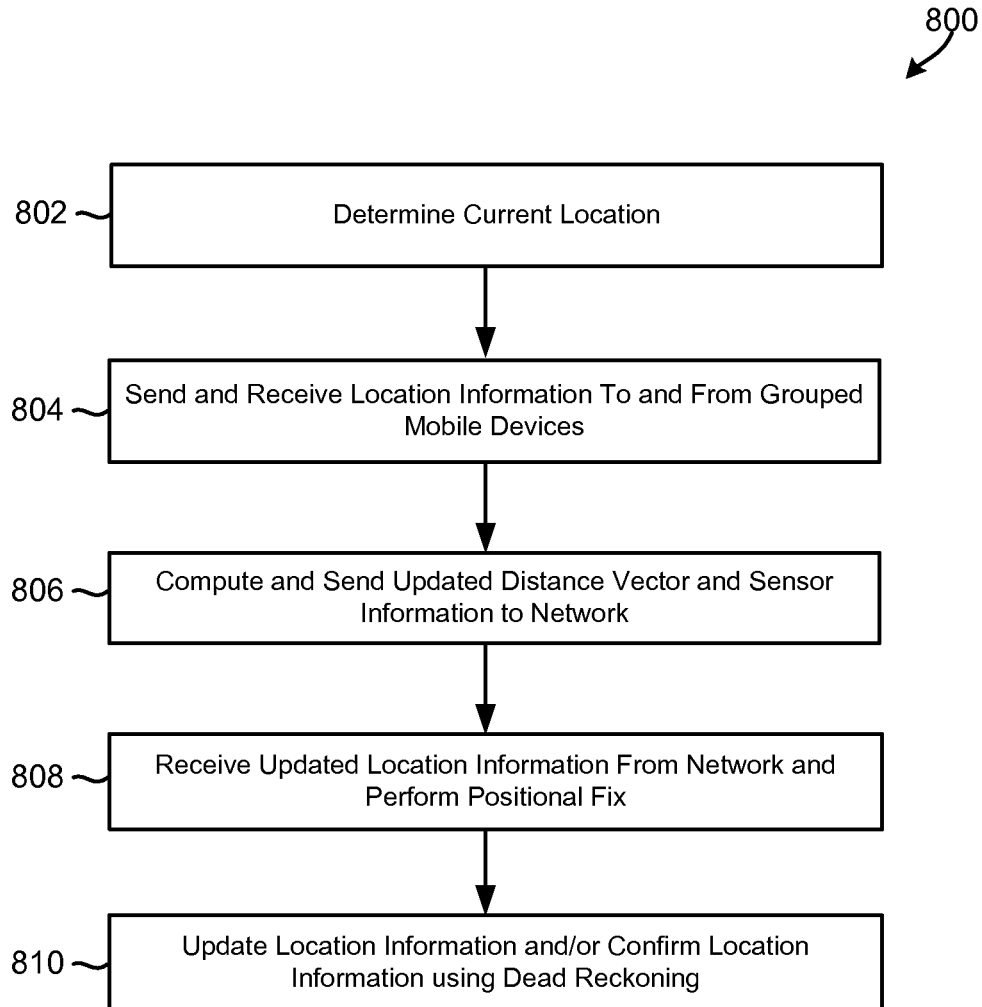 800
802
Determine Current Location
804
Send and Receive Location Information To and From Grouped
Mobile Devices
806
Compute and Send Updated Distance Vector and Sensor
Information to Network
808
Receive Updated Location Information From Network and
Perform Positional Fix
810
Update Location Information and/or Confirm Location
Information using Dead Reckoning